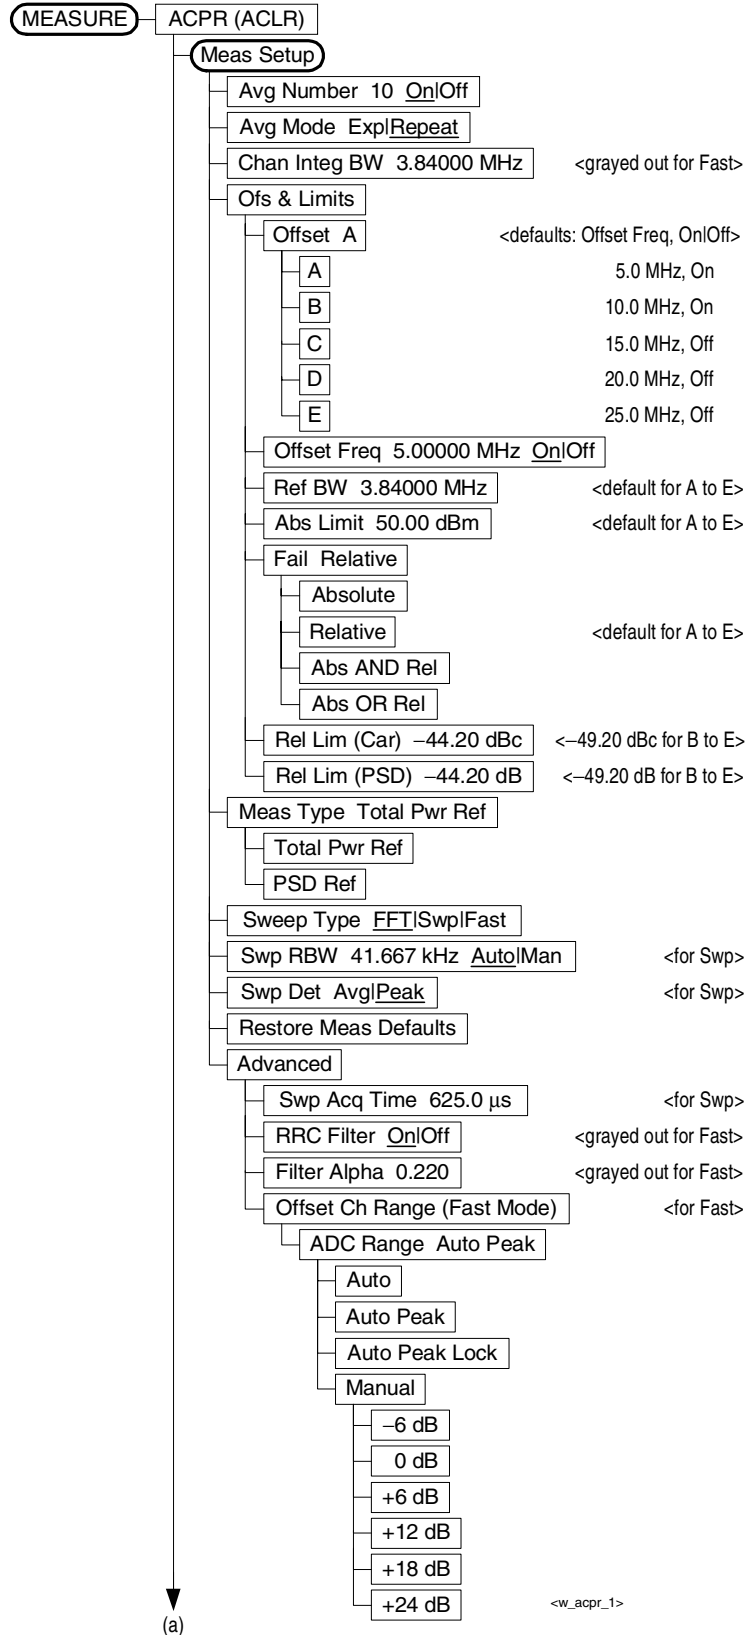 MEASURE ACPR (ACLR)
Meas Setup
Avg Number 10 On|Off
Avg Mode Exp|Repeat
Chan Integ BW 3.84000 MHz <grayed out for Fast>
Ofs & Limits
Offset A <defaults: Offset Freq, On|Off>
A 5.0 MHz, On
B 10.0 MHz, On
C 15.0 MHz, Off
D 20.0 MHz, Off
E 25.0 MHz, Off
Offset Freq 5.00000 MHz On|Off
Ref BW 3.84000 MHz <default for A to E>
Abs Limit 50.00 dBm <default for A to E>
Fail Relative
Absolute
Relative <default for A to E>
Abs AND Rel
Abs OR Rel
Rel Lim (Car) −44.20 dBc <−49.20 dBc for B to E>
Rel Lim (PSD) −44.20 dB <−49.20 dB for B to E>
Meas Type Total Pwr Ref
Total Pwr Ref
PSD Ref
Sweep Type FFT|Swp|Fast
Swp RBW 41.667 kHz Auto|Man <for Swp>
Swp Det Avg|Peak <for Swp>
Restore Meas Defaults
Advanced
Swp Acq Time 625.0 µs <for Swp>
RRC Filter On|Off <grayed out for Fast>
Filter Alpha 0.220 <grayed out for Fast>
Offset Ch Range (Fast Mode) <for Fast>
ADC Range Auto Peak
Auto
Auto Peak
Auto Peak Lock
Manual
−6 dB
0 dB
+6 dB
+12 dB
+18 dB
+24 dB <w_acpr_1>
(a)